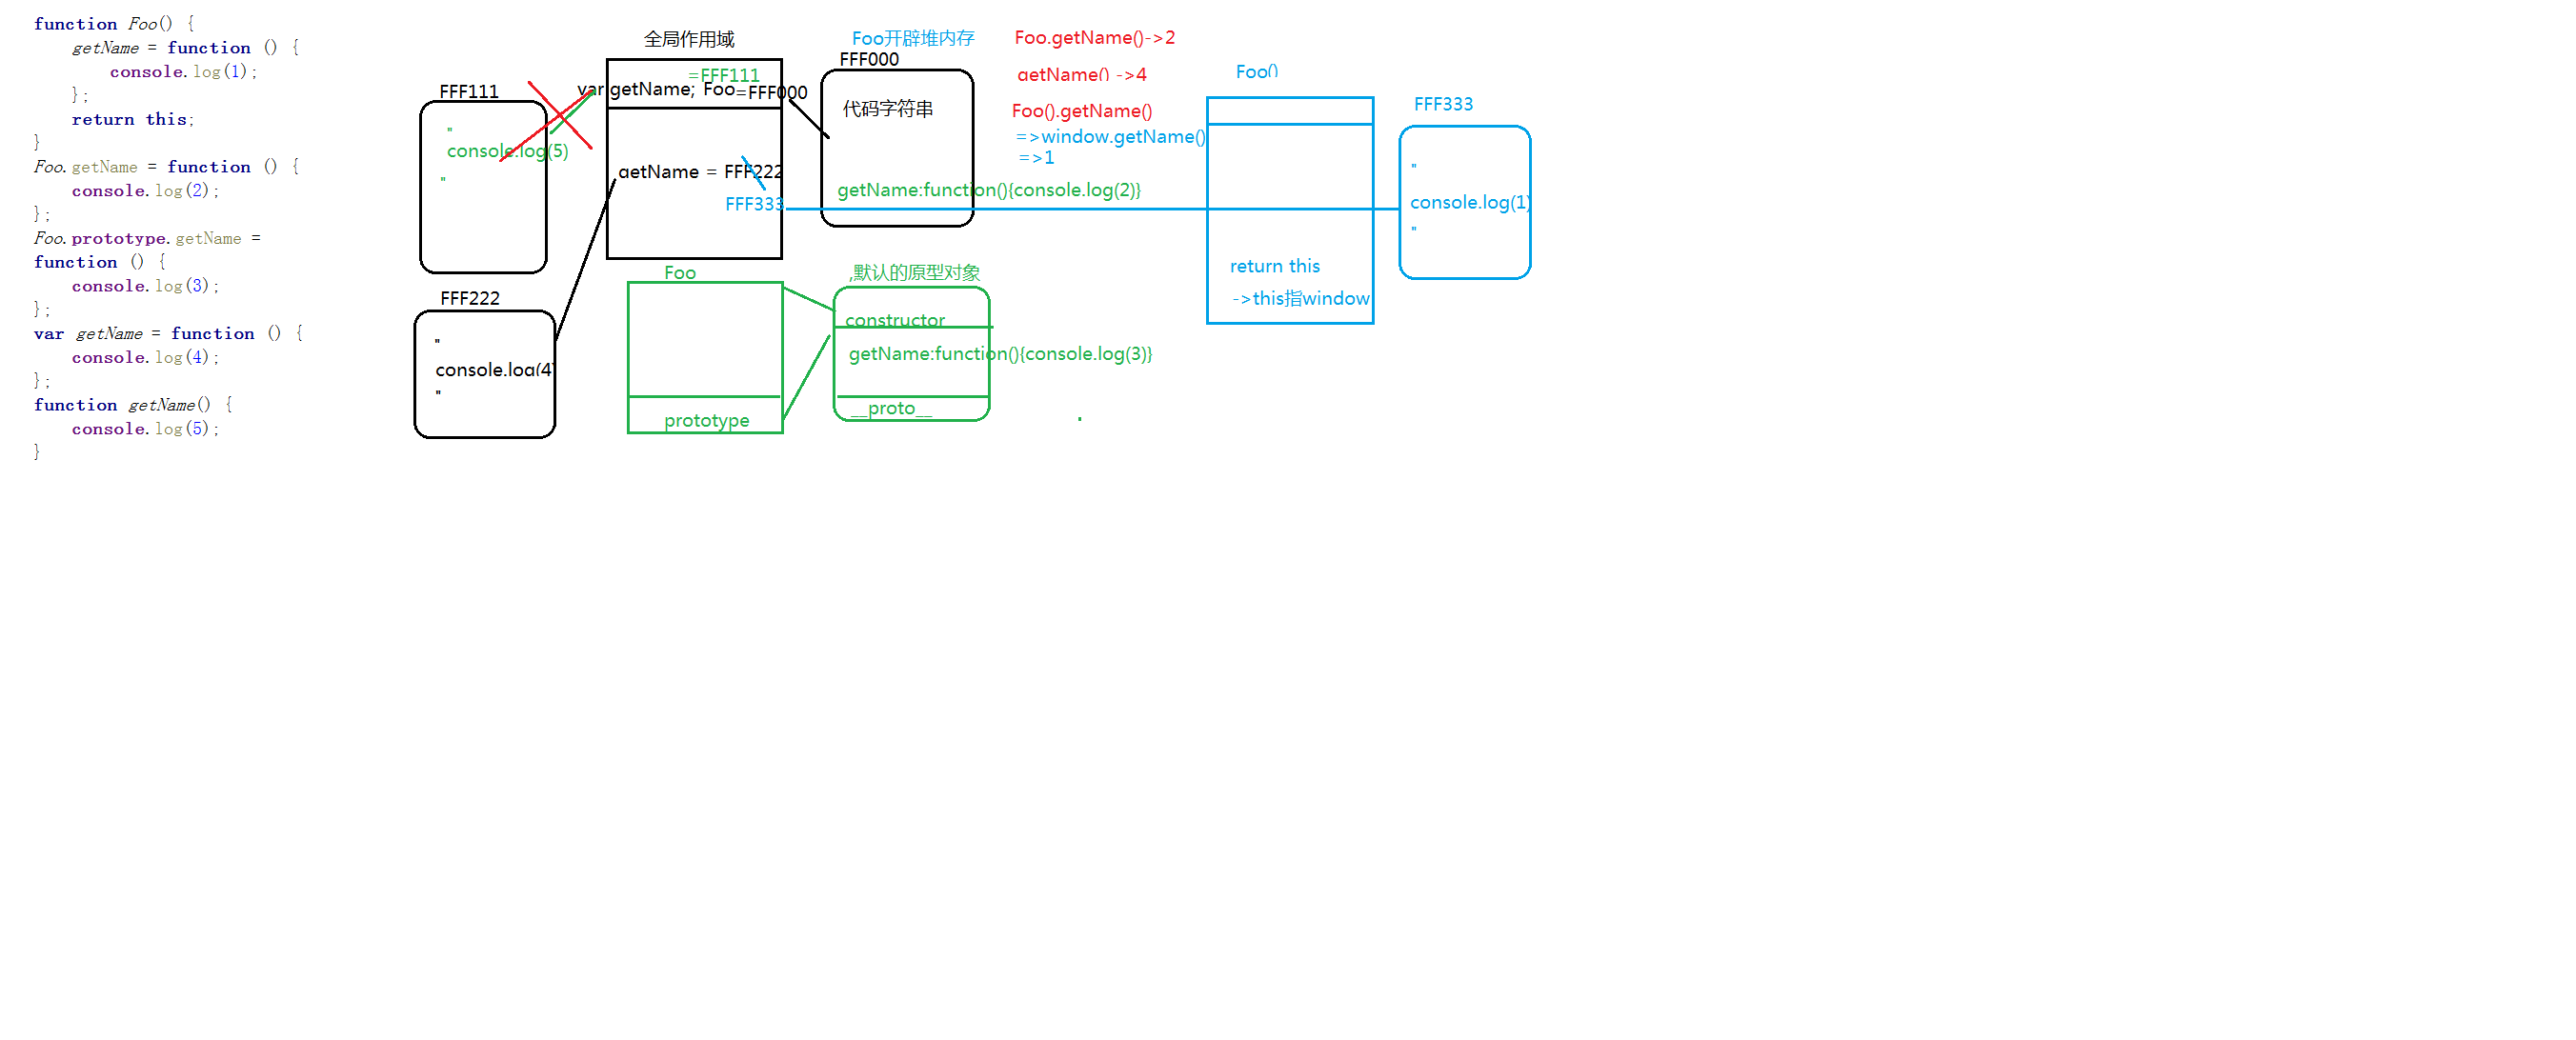 function Foo() {
    getName = function () {
        console.log(1);
    };
    return this;
}
Foo.getName = function () {
    console.log(2);
};
Foo.prototype.getName =
function () {
    console.log(3);
};
var getName = function () {
    console.log(4);
};
function getName() {
    console.log(5);
}
FFF111
"
console.log(5)
"
FFF222
"
console.log(4)
"
全局作用域
=FFF111
var getName; Foo=FFF000
getName = FFF222
FFF333
Foo
prototype
Foo开辟堆内存
FFF000
代码字符串
getName:function(){console.log(2)}
,默认的原型对象
constructor
getName:function(){console.log(3)}
__proto__
Foo.getName()->2
getName() ->4
Foo().getName()
=>window.getName()
=>1
Foo()
return this
->this指window
FFF333
"
console.log(1)
"